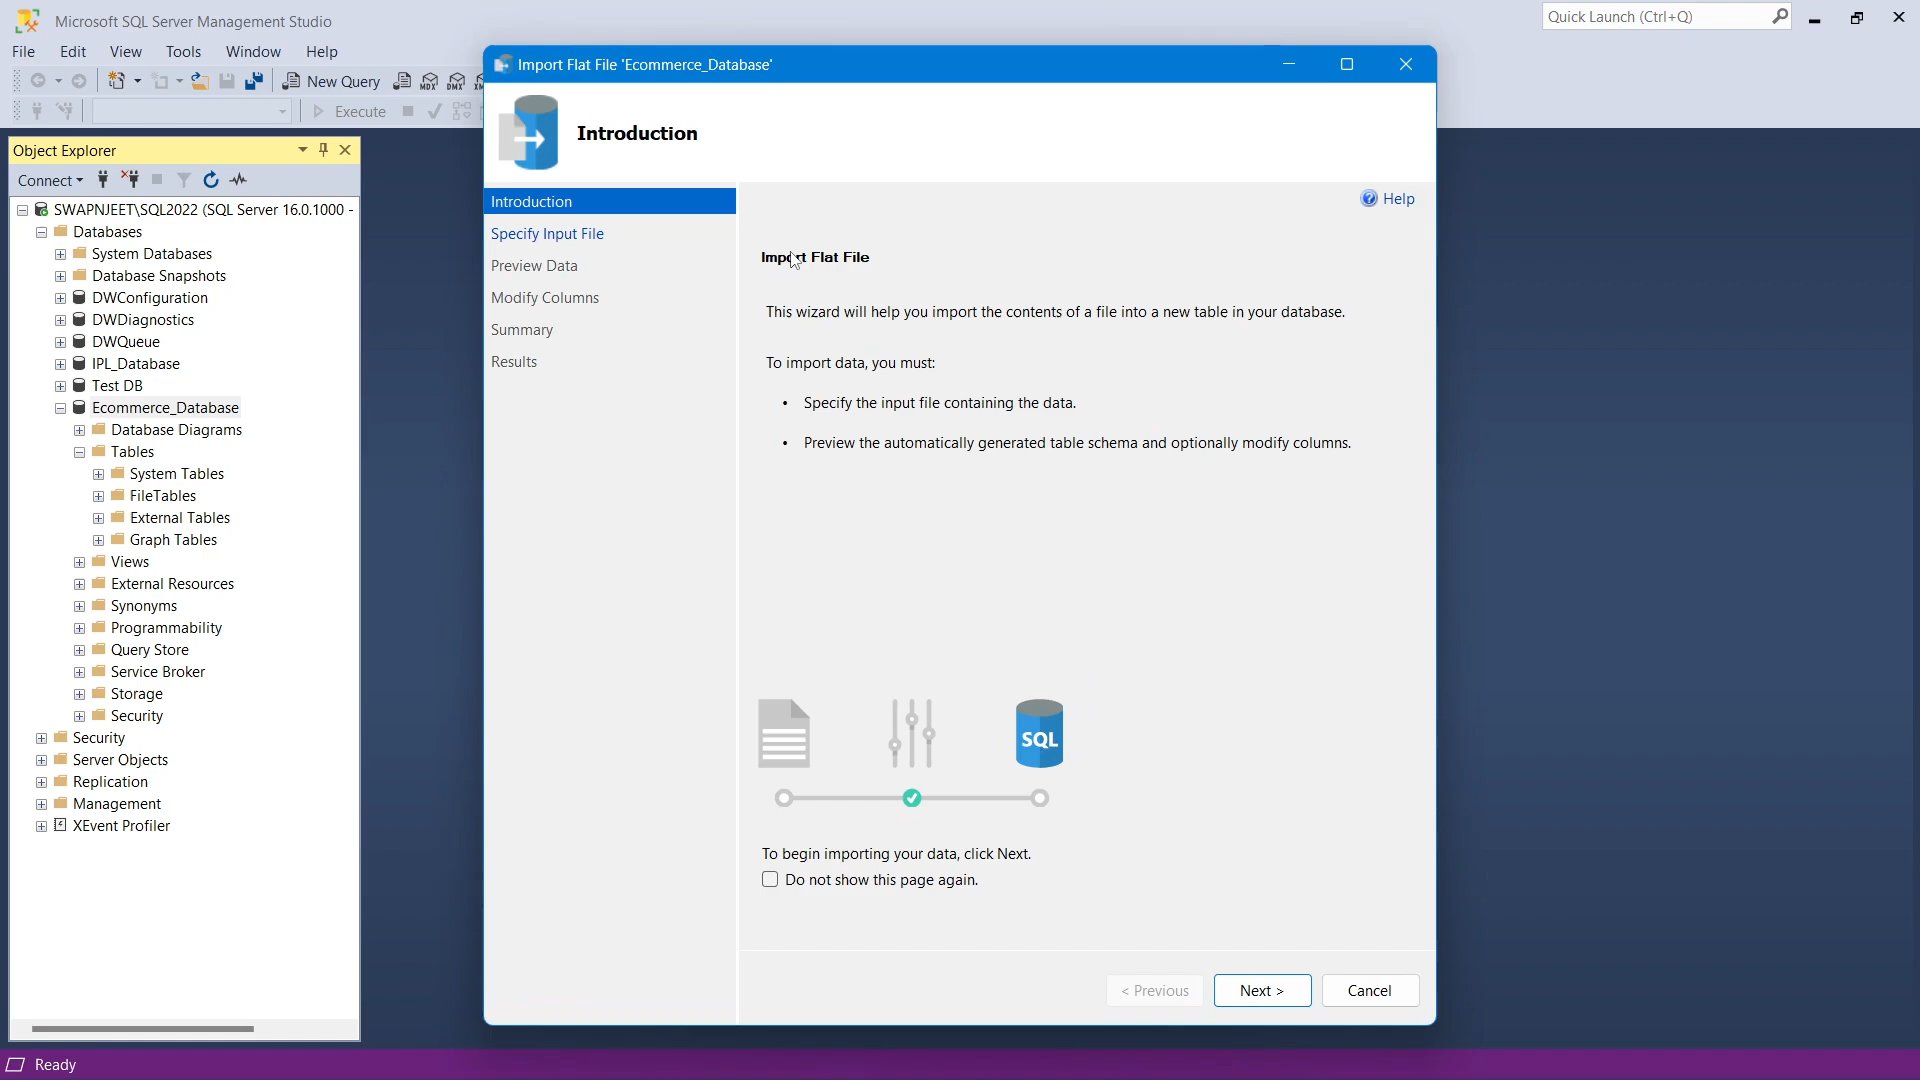 Microsoft SQL Server Management Studio
Quick Launch (Ctrl+Q)
File Edit View Tools Window Help
New Query
MDX DMX
Execute
Object Explorer
Connect
SWAPNJEET\SQL2022 (SQL Server 16.0.1000 -
Databases
System Databases
Database Snapshots
DWConfiguration
DWDiagnostics
DWQueue
IPL_Database
Test DB
Ecommerce_Database
Database Diagrams
Tables
System Tables
FileTables
External Tables
Graph Tables
Views
External Resources
Synonyms
Programmability
Query Store
Service Broker
Storage
Security
Security
Server Objects
Replication
Management
XEvent Profiler
Ready
Import Flat File 'Ecommerce_Database'
Introduction
Introduction
Specify Input File
Preview Data
Modify Columns
Summary
Results
Help
Import Flat File
This wizard will help you import the contents of a file into a new table in your database.
To import data, you must:
• Specify the input file containing the data.
• Preview the automatically generated table schema and optionally modify columns.
SQL
To begin importing your data, click Next.
Do not show this page again.
< Previous
Next >
Cancel